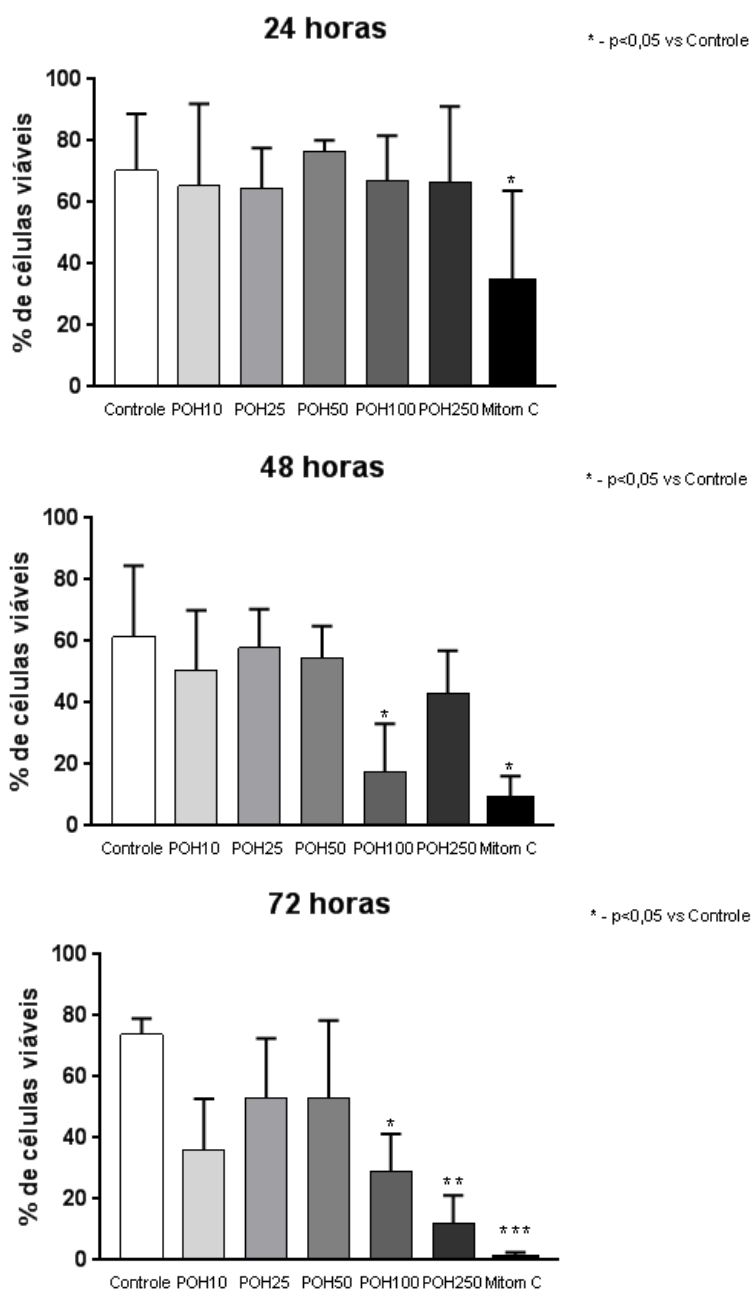 24 horas
* - p<0,05 vs Controle
% de células viáveis
100
80
60
40
20
0
*
Controle POH10 POH25 POH50 POH100 POH250 Mitom C
48 horas
* - p<0,05 vs Controle
% de células viáveis
100
80
60
40
20
0
*
*
Controle POH10 POH25 POH50 POH100 POH250 Mitom C
72 horas
* - p<0,05 vs Controle
% de células viáveis
100
80
60
40
20
0
*
**
***
Controle POH10 POH25 POH50 POH100 POH250 Mitom C